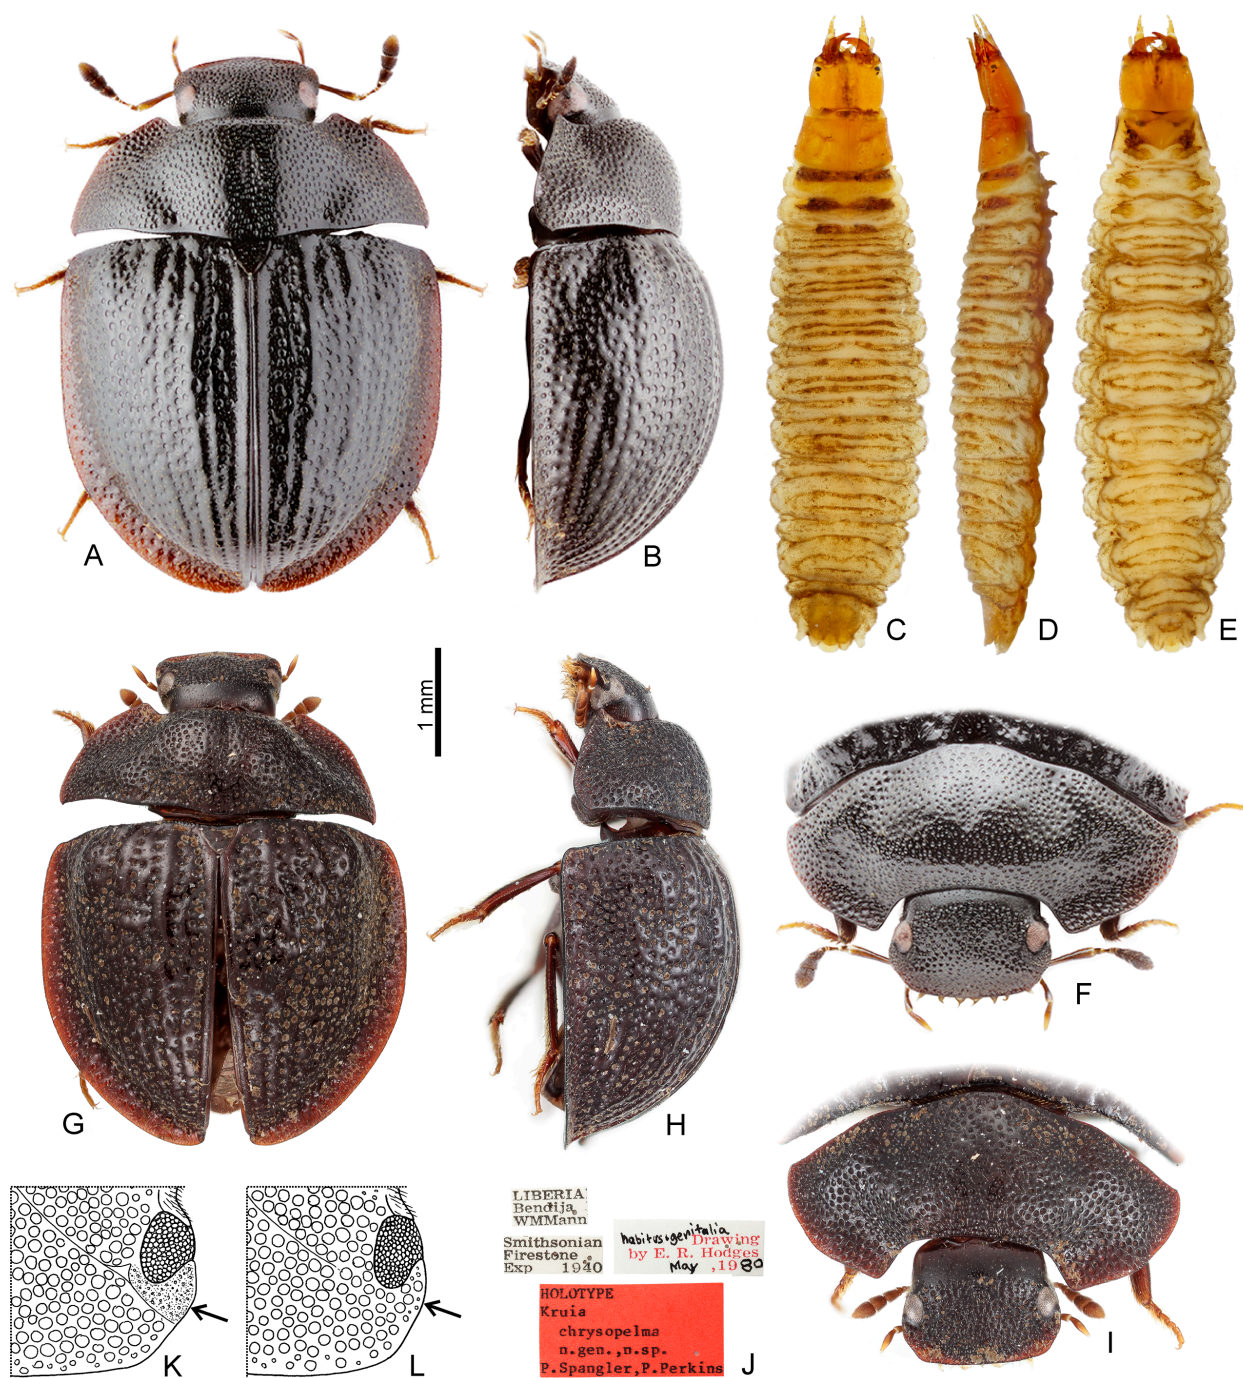 A
B
C
D
E
1 mm
F
G
H
I
LIBERIA
Bendija
WMMann
Smithsonian
Firestone
Exp 1940
habitus + genitalia
Drawing
by E. R. Hodges
May ,1980
HOLOTYPE
Kruia
chrysopelma
n.gen.,n.sp.
P.Spangler,P.Perkins
J
K
L